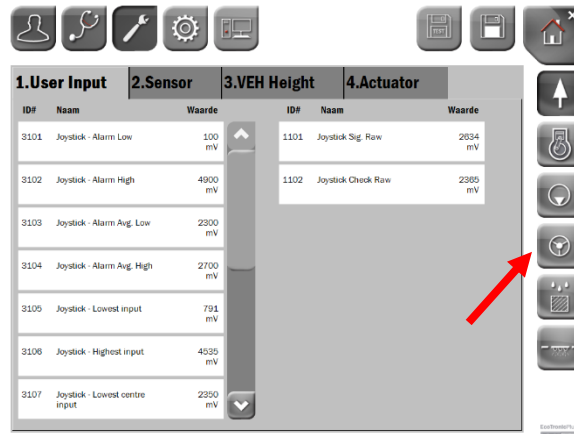 TEST
1.User Input 2.Sensor 3.VEH Height 4.Actuator
ID# Naam Waarde ID# Naam Waarde
3101 Joystick - Alarm Low 100 mV
1101 Joystick Sig. Raw 2634 mV
3102 Joystick - Alarm High 4900 mV
1102 Joystick Check Raw 2365 mV
3103 Joystick - Alarm Avg. Low 2300 mV
3104 Joystick - Alarm Avg. High 2700 mV
3105 Joystick - Lowest input 791 mV
3106 Joystick - Highest input 4535 mV
3107 Joystick - Lowest centre 2350
input mV